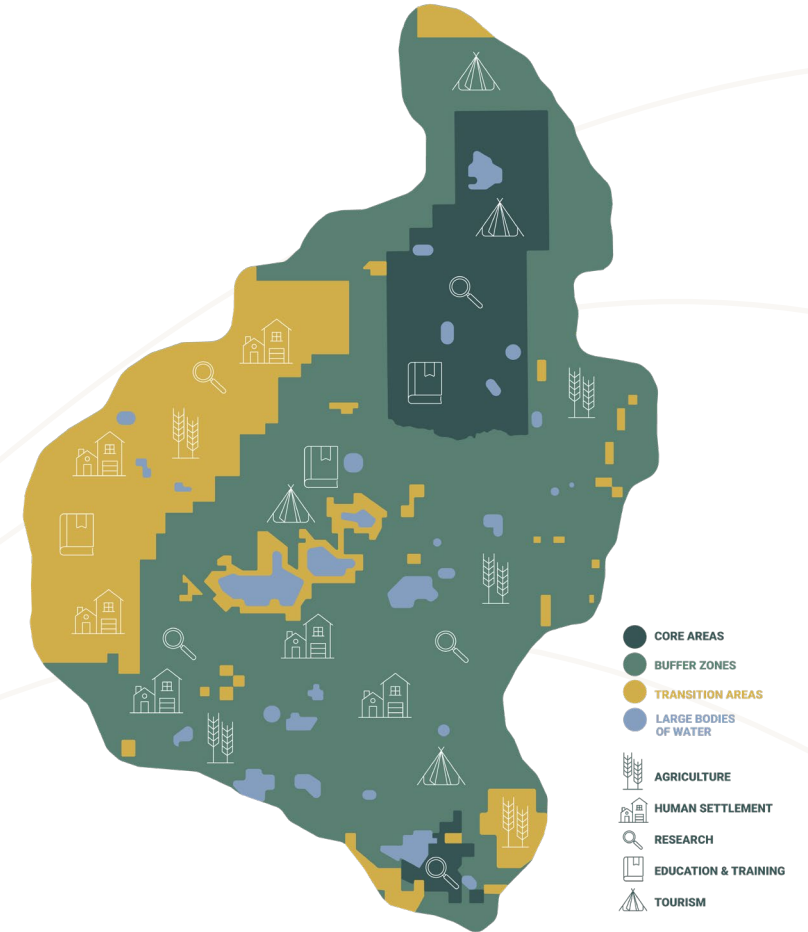 CORE AREAS
BUFFER ZONES
TRANSITION AREAS
LARGE BODIES
OF WATER
AGRICULTURE
HUMAN SETTLEMENT
RESEARCH
EDUCATION & TRAINING
TOURISM